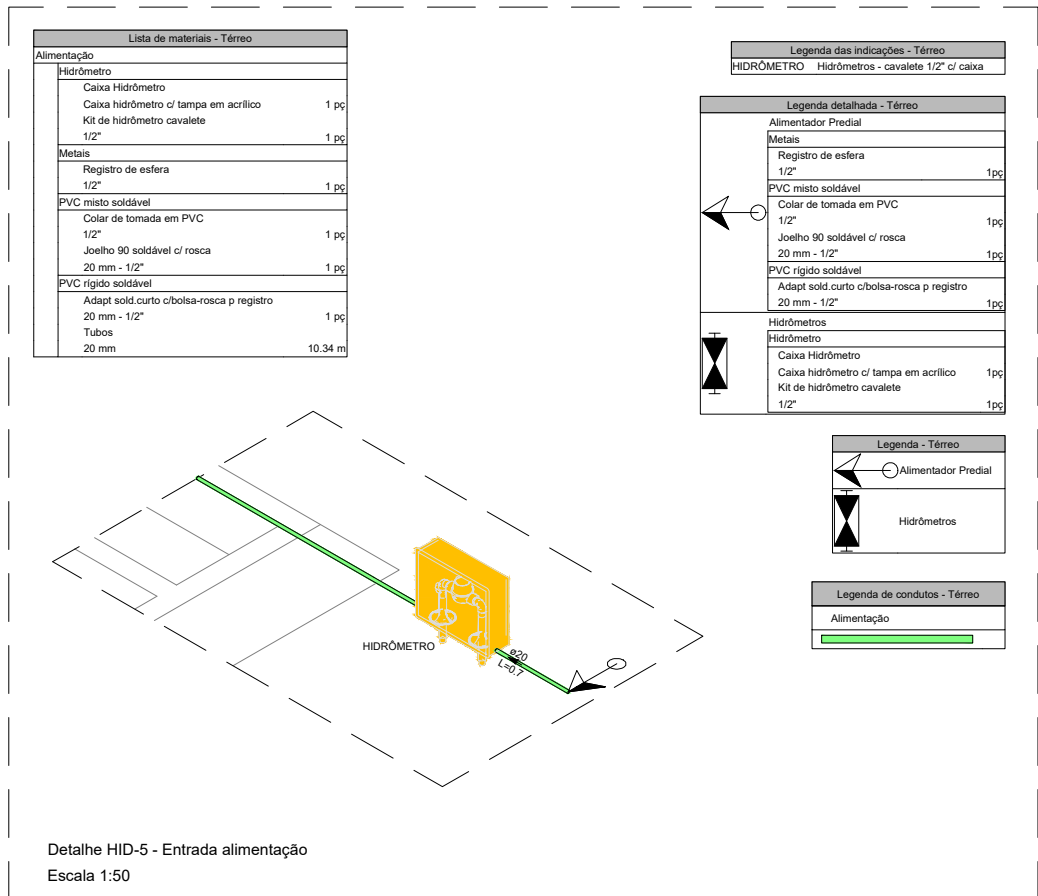 Lista de materiais - Térreo
Alimentação
Hidrômetro
Caixa Hidrômetro
Caixa hidrômetro c/ tampa em acrílico 1 pç
Kit de hidrômetro cavalete
1/2" 1 pç
Metais
Registro de esfera
1/2" 1 pç
PVC misto soldável
Colar de tomada em PVC
1/2" 1 pç
Joelho 90 soldável c/ rosca
20 mm - 1/2" 1 pç
PVC rígido soldável
Adapt sold.curto c/bolsa-rosca p registro
20 mm - 1/2" 1 pç
Tubos
20 mm 10.34 m
Legenda das indicações - Térreo
HIDRÔMETRO Hidrômetros - cavalete 1/2" c/ caixa
Legenda detalhada - Térreo
Alimentador Predial
Metais
Registro de esfera
1/2" 1pç
PVC misto soldável
Colar de tomada em PVC
1/2" 1pç
Joelho 90 soldável c/ rosca
20 mm - 1/2" 1pç
PVC rígido soldável
Adapt sold.curto c/bolsa-rosca p registro
20 mm - 1/2" 1pç
Hidrômetros
Hidrômetro
Caixa Hidrômetro
Caixa hidrômetro c/ tampa em acrílico 1pç
Kit de hidrômetro cavalete
1/2" 1pç
Legenda - Térreo
Alimentador Predial
Hidrômetros
Legenda de condutos - Térreo
Alimentação
HIDRÔMETRO
ø20
L=0.7
Detalhe HID-5 - Entrada alimentação
Escala 1:50